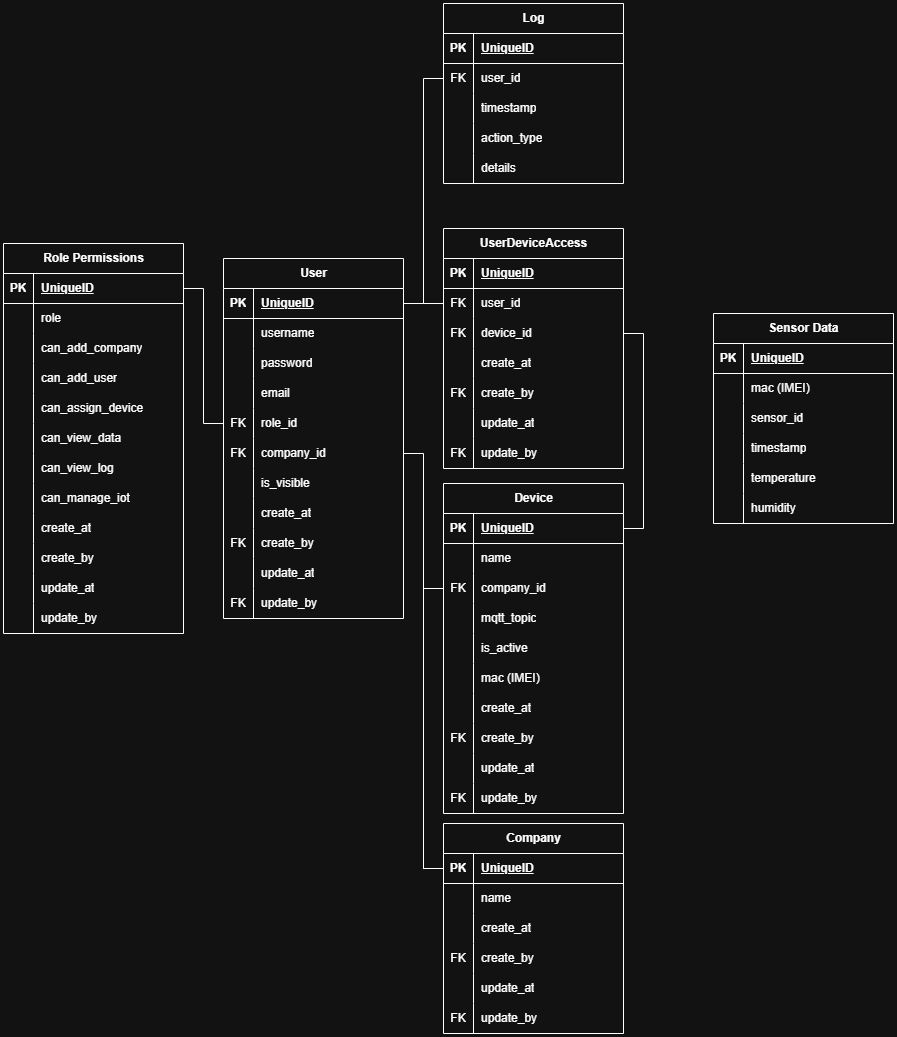 Log
PK UniqueID
FK user_id
timestamp
action_type
details
Role Permissions
PK UniqueID
role
can_add_company
can_add_user
can_assign_device
can_view_data
can_view_log
can_manage_iot
create_at
create_by
update_at
update_by
User
PK UniqueID
username
password
email
FK role_id
FK company_id
is_visible
create_at
FK create_by
update_at
FK update_by
UserDeviceAccess
PK UniqueID
FK user_id
FK device_id
create_at
FK create_by
update_at
FK update_by
Device
PK UniqueID
name
FK company_id
mqtt_topic
is_active
mac (IMEI)
create_at
FK create_by
update_at
FK update_by
Company
PK UniqueID
name
create_at
FK create_by
update_at
FK update_by
Sensor Data
PK UniqueID
mac (IMEI)
sensor_id
timestamp
temperature
humidity